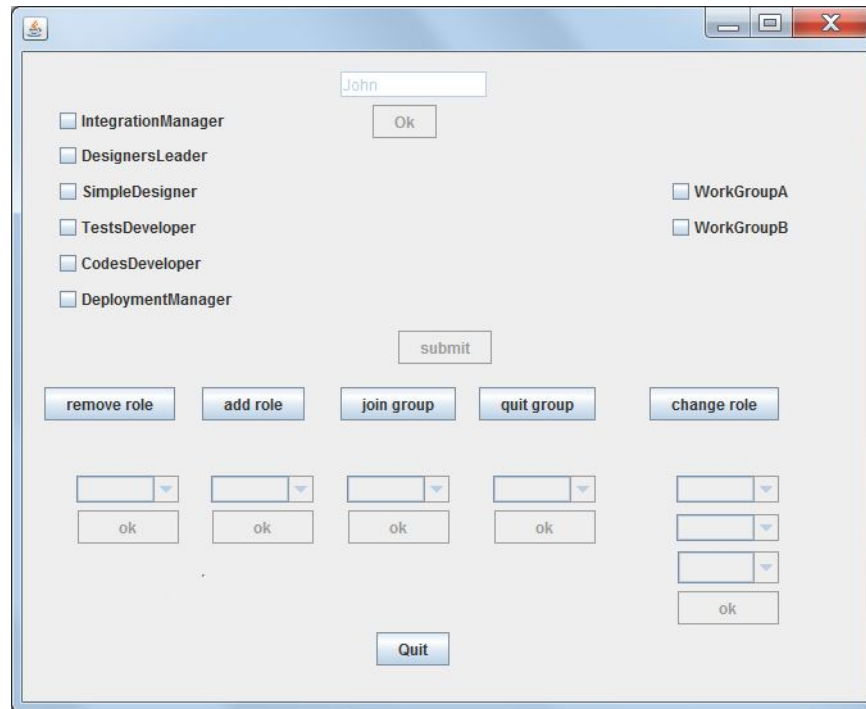 John
IntegrationManager Ok
DesignersLeader
SimpleDesigner WorkGroupA
TestsDeveloper WorkGroupB
CodesDeveloper
DeploymentManager
submit
remove role add role join group quit group change role
ok ok ok ok
ok
Quit